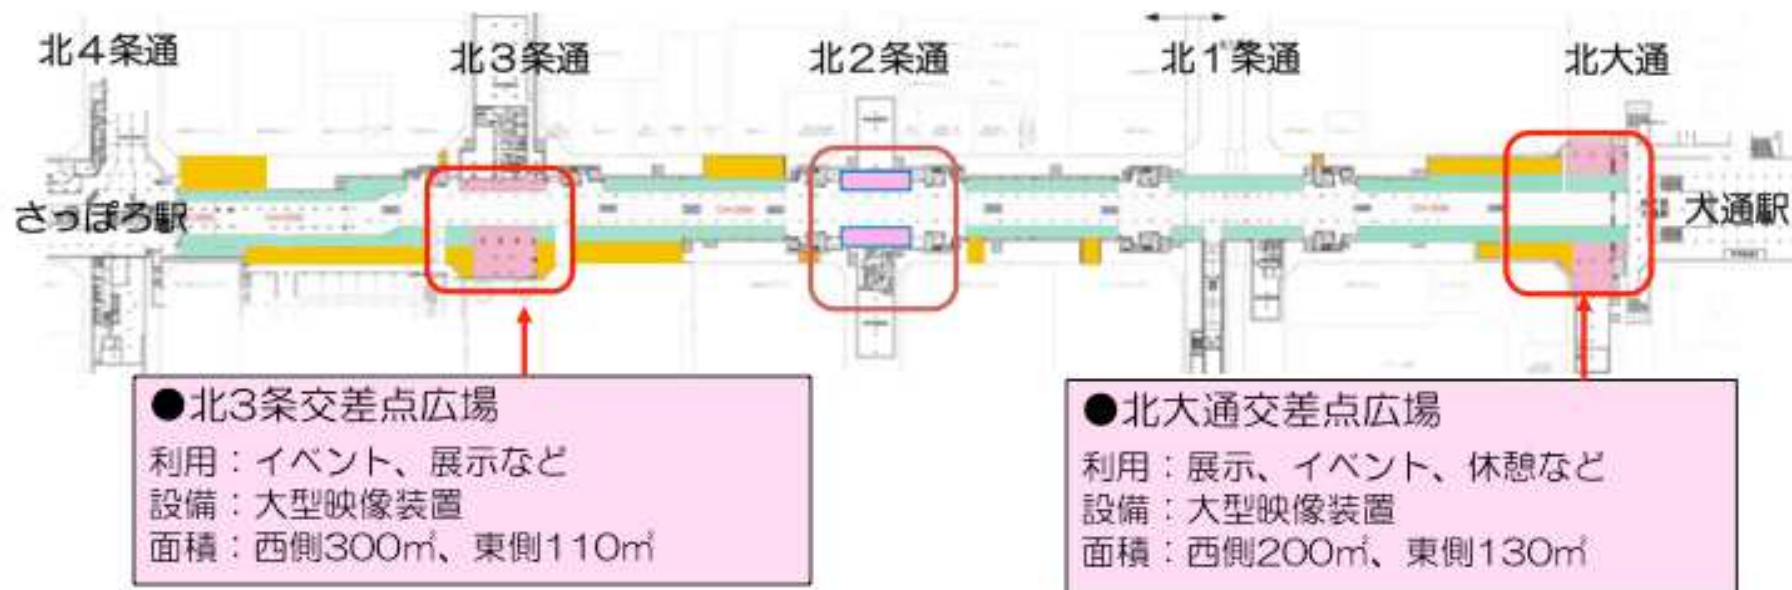 北4条通
北3条通
北2条通
北1条通
北大通
さっぽろ駅
大通駅
●北3条交差点広場
利用：イベント、展示など
設備：大型映像装置
面積：西側300㎡、東側110㎡
●北大通交差点広場
利用：展示、イベント、休憩など
設備：大型映像装置
面積：西側200㎡、東側130㎡